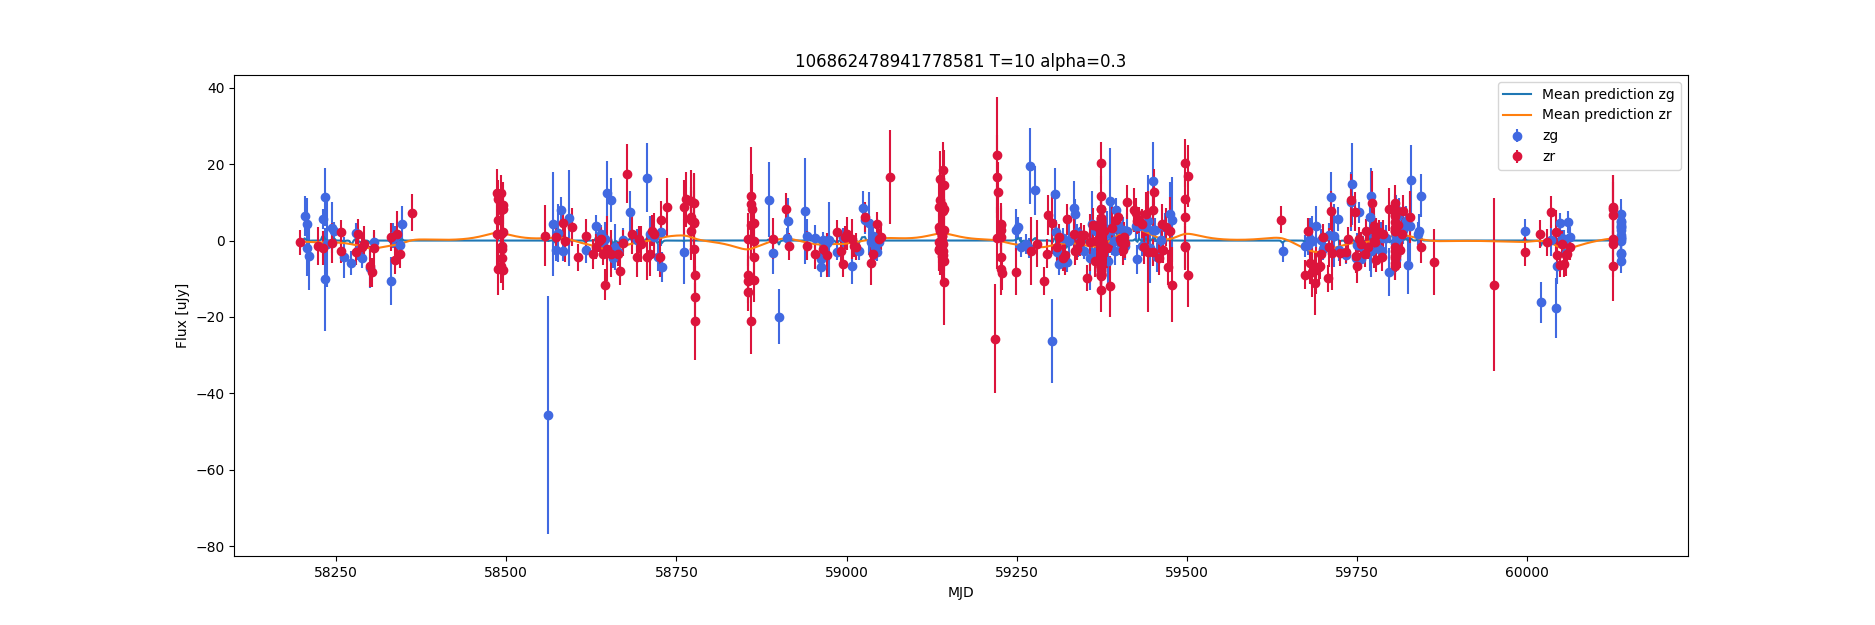 106862478941778581 T=10 alpha=0.3
Mean prediction zg
Mean prediction zr
zg
zr
40
20
0
−20
−40
−60
−80
Flux [uJy]
58250
58500
58750
59000
59250
59500
59750
60000
MJD